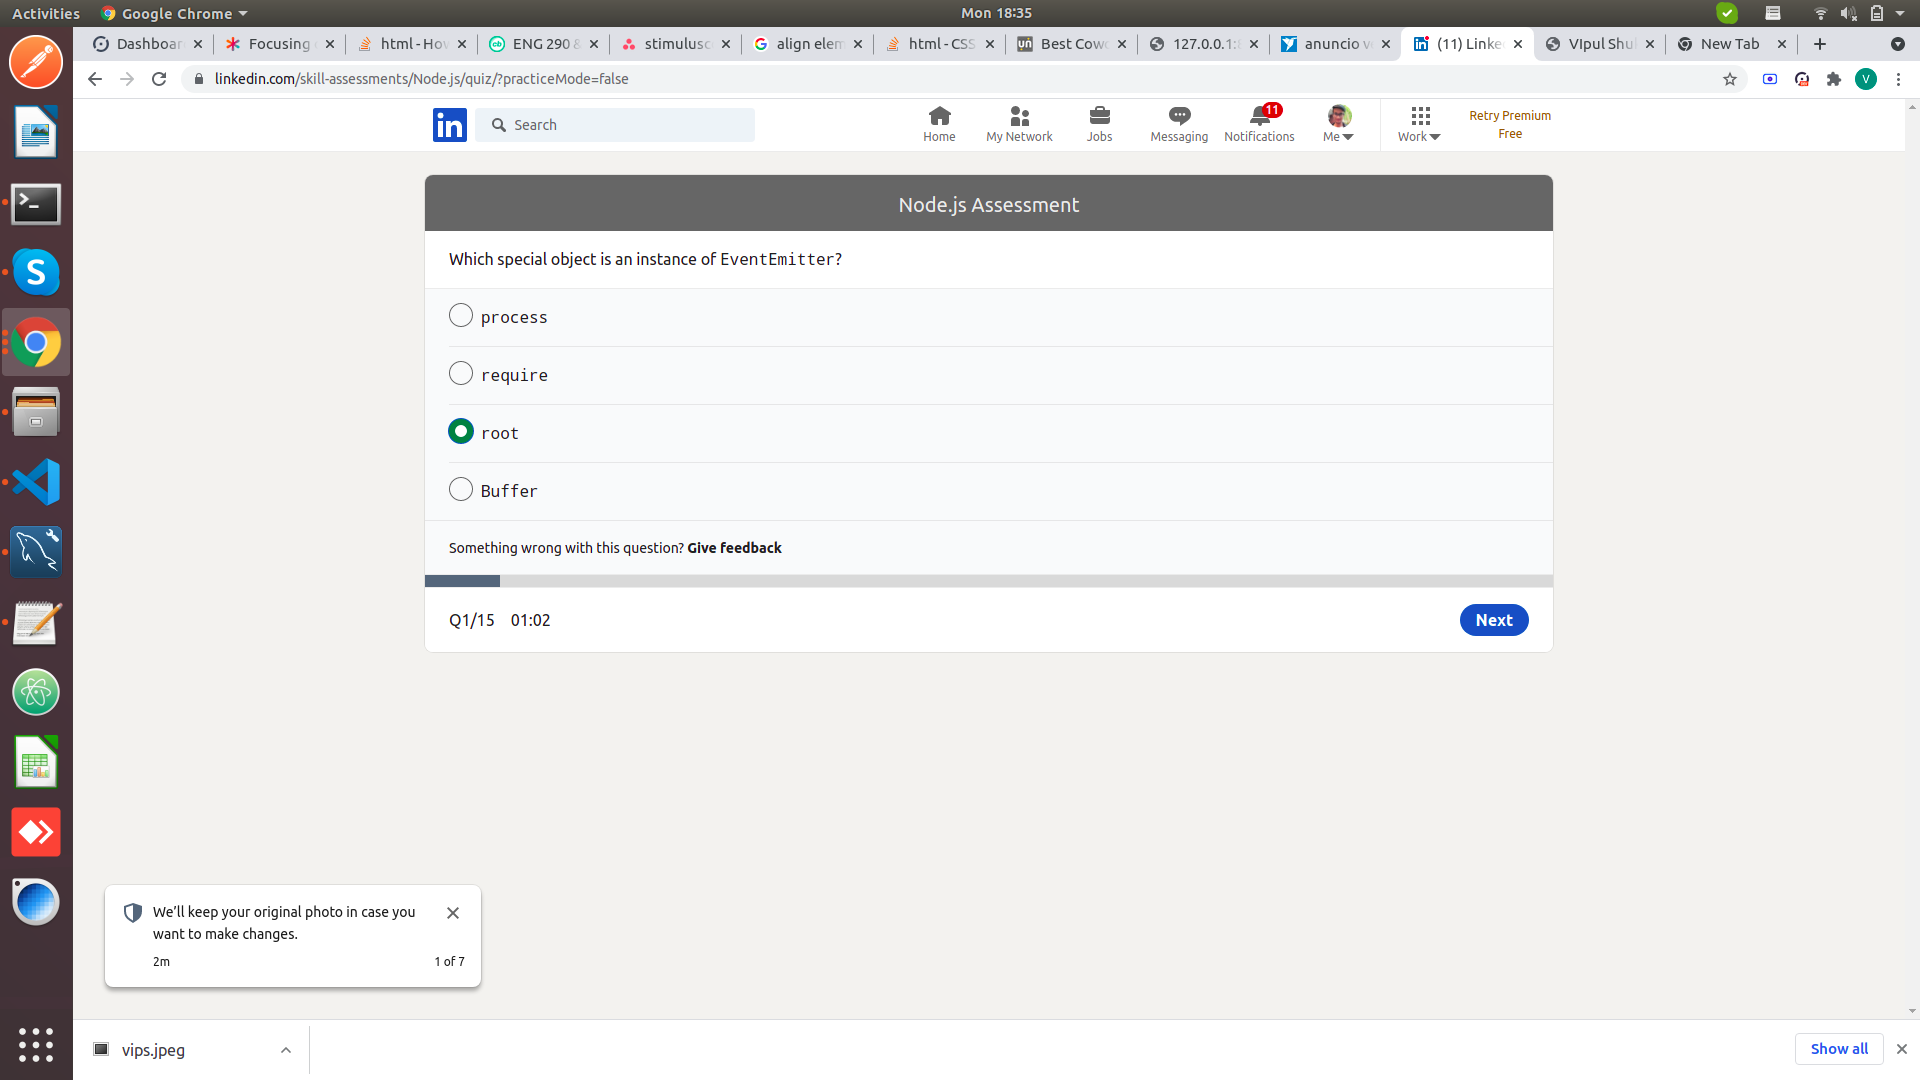 Activities
Google Chrome
Mon 18:35
Dashboar
Focusing
html - Hov
ENG 290 &
stimulusc
align elem
html - CSS
un
Best Cowo
127.0.0.1:
anuncio v
(11) Linke
VIpul Shu
New Tab
linkedin.com/skill-assessments/Node.js/quiz/?practiceMode=false
V
in
Search
Home
My Network
Jobs
Messaging
11
Notifications
Me
Work
Retry Premium
Free
Node.js Assessment
Which special object is an instance of EventEmitter?
process
require
root
Buffer
Something wrong with this question? Give feedback
Q1/15 01:02
Next
We'll keep your original photo in case you
want to make changes.
2m
1 of 7
vips.jpeg
Show all